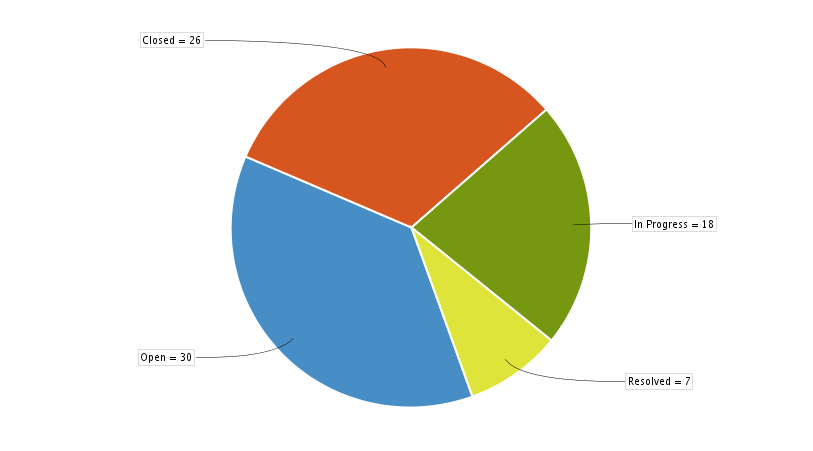 Closed = 26
In Progress = 18
Open = 30
Resolved = 7